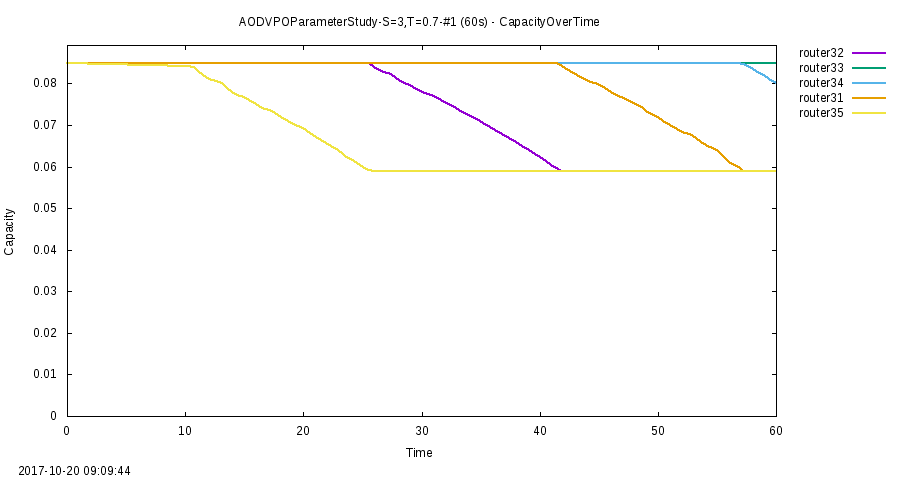 AODVPOParameterStudy-S=3,T=0.7-#1 (60s) - CapacityOverTime
router32
router33
router34
router31
router35
0.08
0.07
0.06
0.05
0.04
0.03
0.02
0.01
0
Capacity
0 10 20 30 40 50 60
Time
2017-10-20 09:09:44